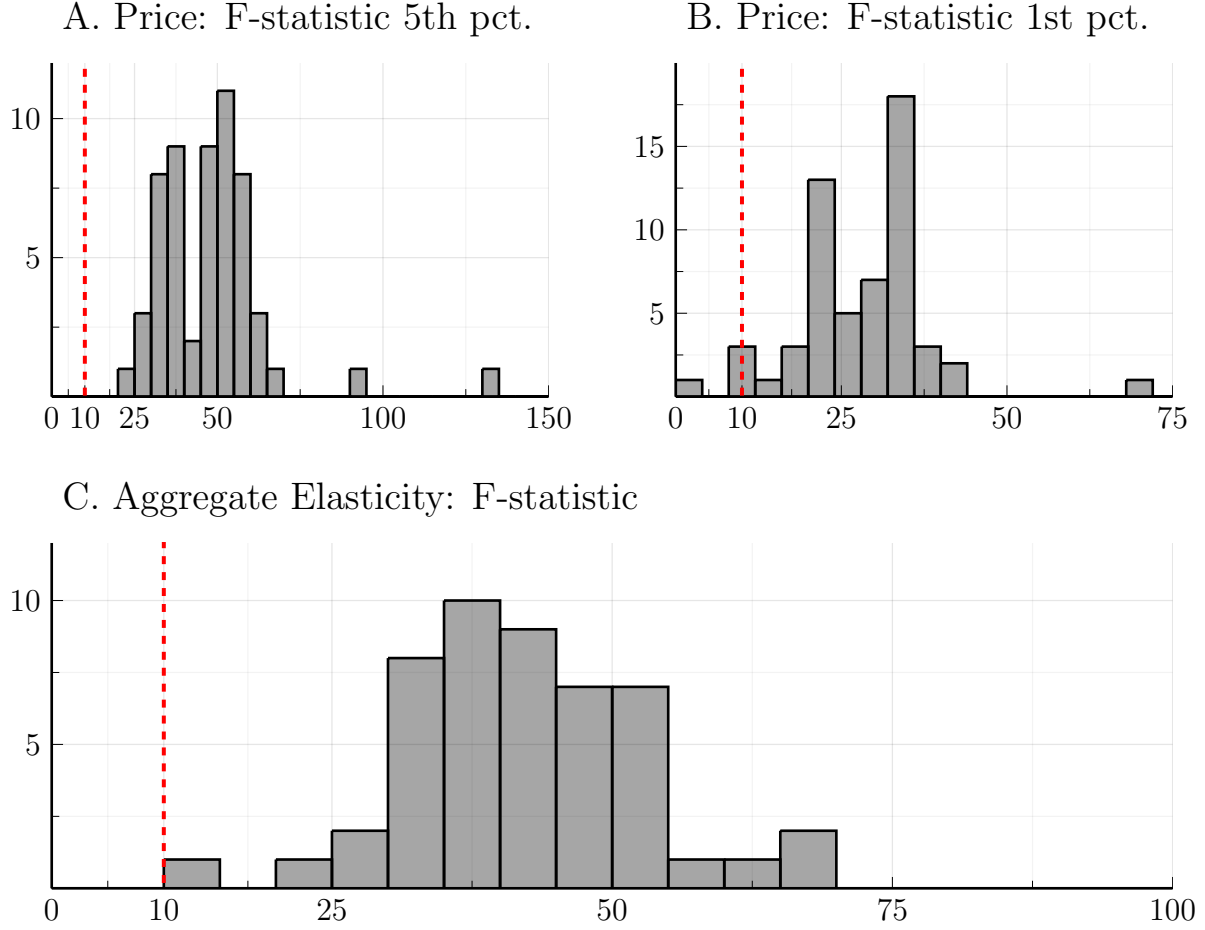 A. Price: F-statistic 5th pct.
10
5
0 10 25 50 100 150
B. Price: F-statistic 1st pct.
15
10
5
0 10 25 50 75
C. Aggregate Elasticity: F-statistic
10
5
0 10 25 50 75 100